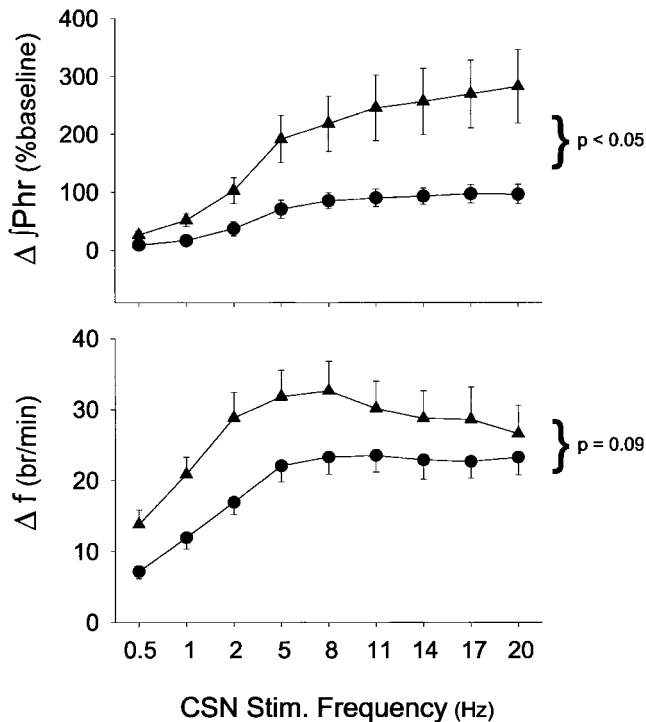 Δ ∫Phr (%baseline)
400
300
200
100
0
} p < 0.05
Δ f (br/min)
40
30
20
10
0
} p = 0.09
0.5 1 2 5 8 11 14 17 20
CSN Stim. Frequency (Hz)